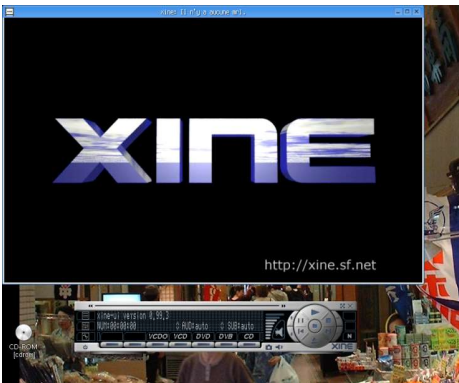 xine: Il n'y a aucune mrl.
XINE
http://xine.sf.net
xine-ui version 0,99,3
NUM:00:00:00 0:AUD:auto 0:SUB:auto
VCDO VCD DVD DVB CD
XINE
CD-ROM
[cdrom]